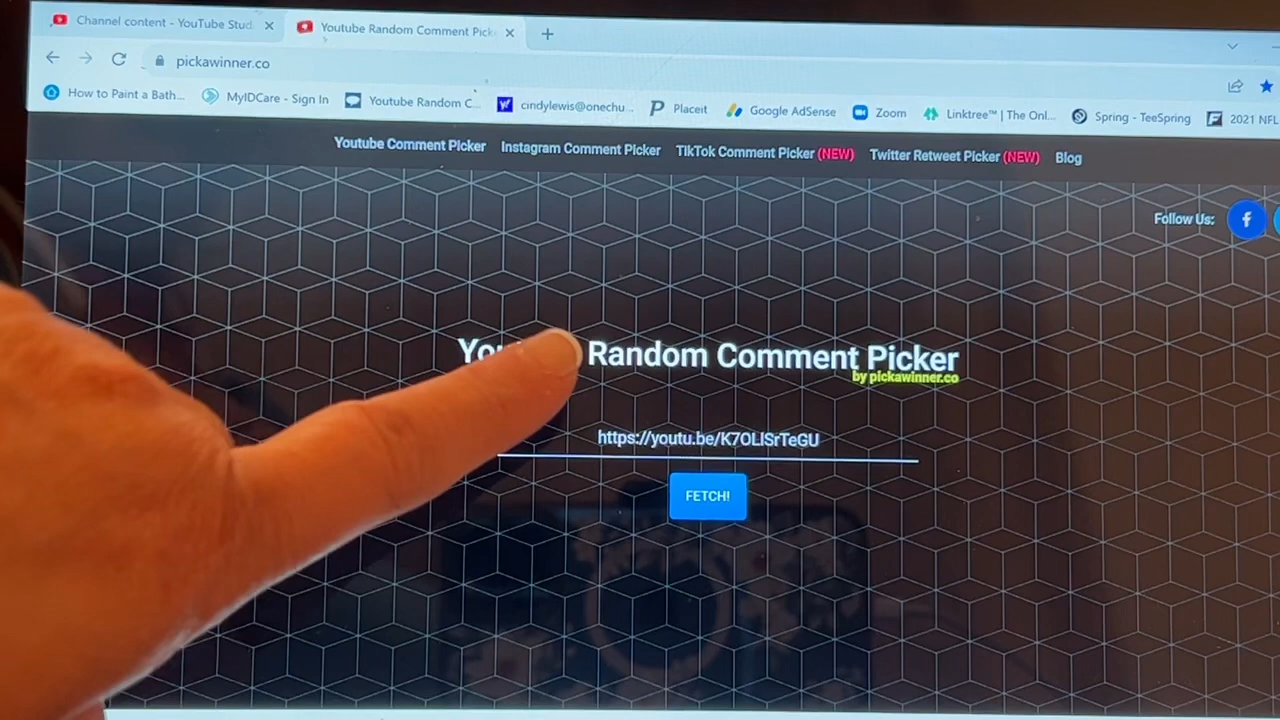 Channel content - YouTube Stud
Youtube Random Comment Pick
pickawinner.co
How to Paint a Bath...
MyIDCare - Sign In
Youtube Random C...
cindylewis@onechu...
Placeit
Google AdSense
Zoom
Linktree™ | The Onl...
Spring - TeeSpring
2021 NFL
Youtube Comment Picker
Instagram Comment Picker
TikTok Comment Picker (NEW)
Twitter Retweet Picker (NEW)
Blog
Follow Us:
Random Comment Picker
by pickawinner.co
https://youtu.be/K7OLlSrTeGU
FETCH!